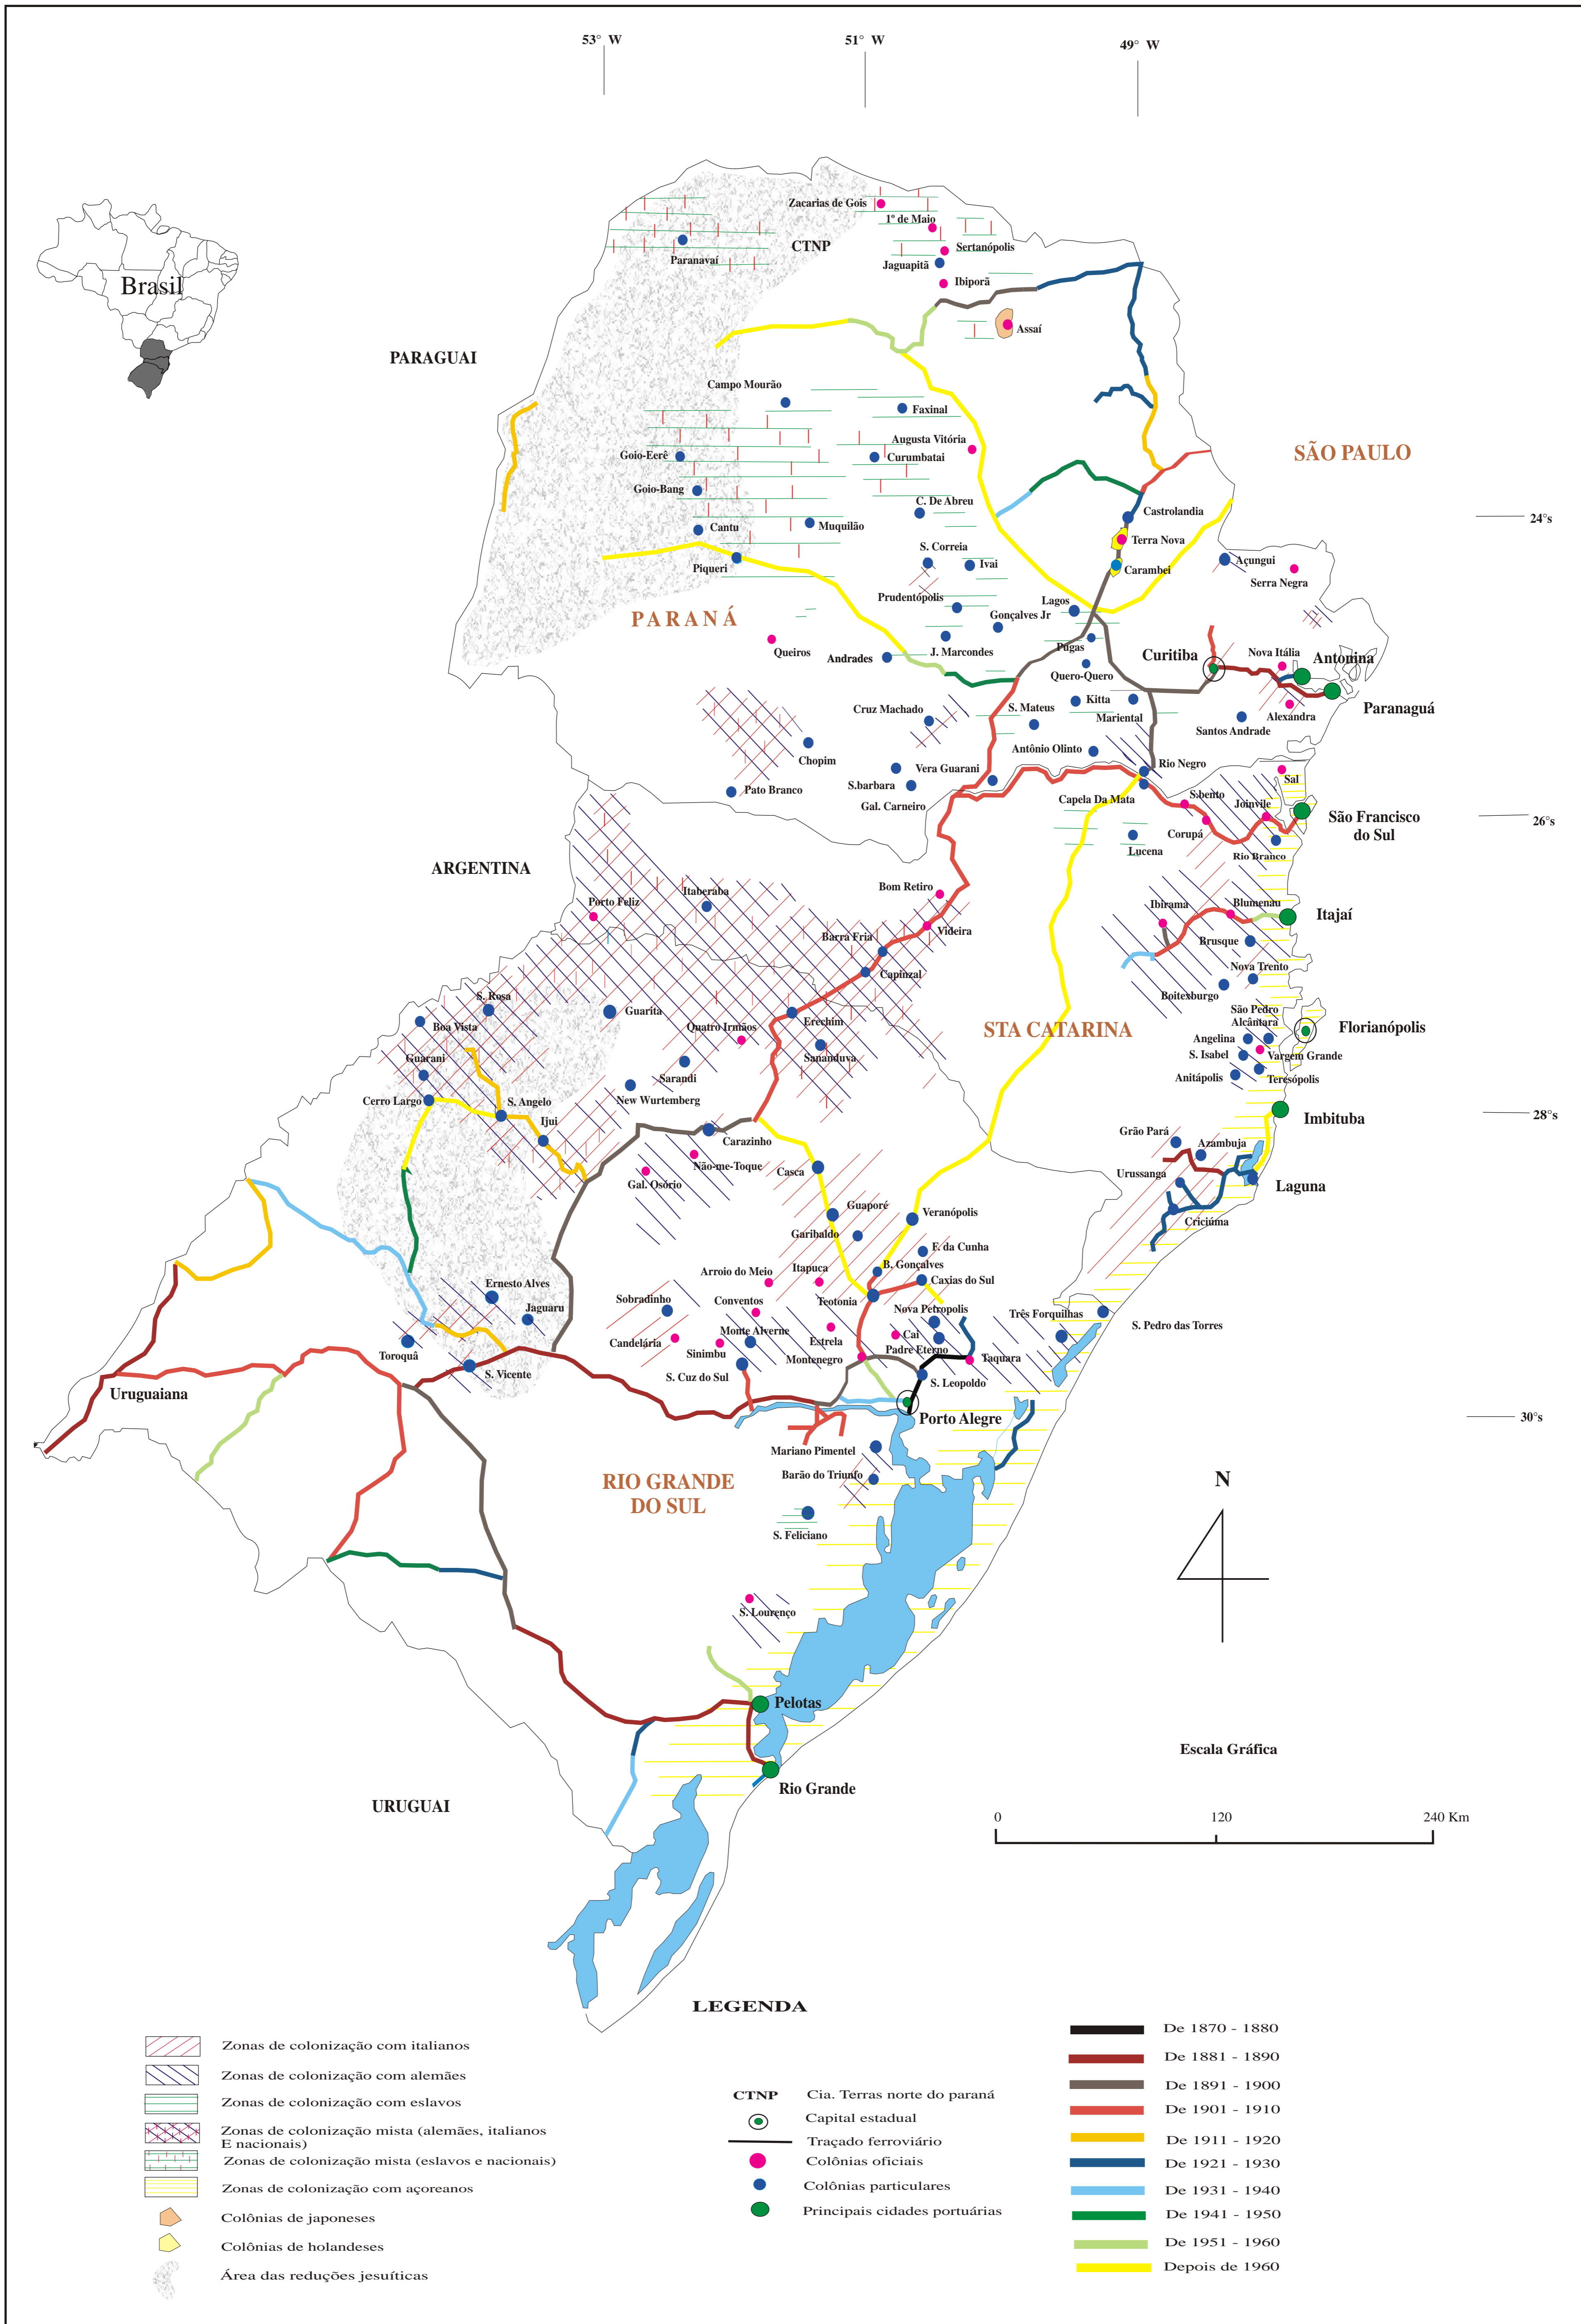 53° W
51° W
49° W
Zacarias de Gois
1º de Maio
CTNP
Sertanópolis
Paranavaí
Jaguapitã
Ibiporã
Brasil
Assaí
PARAGUAI
Campo Mourão
Faxinal
Augusta Vitória
SÃO PAULO
Goio-Eerê
Curumbatai
Goio-Bang
C. De Abreu
Castrolandia
24°s
Cantu
Muquilão
Terra Nova
S. Correia
Ivai
Açungui
Piqueri
Carambei
Serra Negra
Prudentópolis
Lagos
PARANÁ
Gonçalves Jr
Queiros
J. Marcondes
Pugas
Curitiba
Nova Itália
Antonina
Andrades
Quero-Quero
Kitta
Paranaguá
Cruz Machado
S. Mateus
Mariental
Alexandra
Santos Andrade
Antônio Olinto
Chopim
Rio Negro
Vera Guarani
Sal
Pato Branco
S.barbara
Capela Da Mata
S.bento
Joinvile
Gal. Carneiro
São Francisco
do Sul
26°s
Corupá
Lucena
Rio Branco
ARGENTINA
Bom Retiro
Itaberaba
Porto Feliz
Ibirama
Blumenau
Itajaí
Videira
Barra Fria
Brusque
Capinzal
Nova Trento
S. Rosa
Boitexburgo
Guarita
São Pedro
Alcântara
Boa Vista
Quatro Irmãos
Erechim
STA CATARINA
Florianópolis
Angelina
Guarani
Sananduva
S. Isabel
Vargem Grande
Sarandi
Anitápolis
Teresópolis
Cerro Largo
S. Angelo
New Wurtemberg
Imbituba
28°s
Ijui
Grão Pará
Carazinho
Azambuja
Não-me-Toque
Casca
Urussanga
Gal. Osório
Laguna
Guaporé
Veranópolis
Criciúma
Garibaldo
F. da Cunha
Arroio do Meio
Itapuca
B. Gonçalves
Ernesto Alves
Caxias do Sul
Sobradinho
Conventos
Teotonia
Jaguaru
Nova Petropolis
Três Forquilhas
S. Pedro das Torres
Monte Alverne
Cai
Candelária
Estrela
Sinimbu
Padre Eterno
Toroquâ
Montenegro
Taquara
S. Vicente
S. Cuz do Sul
S. Leopoldo
Uruguaiana
Porto Alegre
30°s
Mariano Pimentel
Barão do Triunfo
RIO GRANDE
DO SUL
N
S. Feliciano
S. Lourenço
Pelotas
Escala Gráfica
Rio Grande
URUGUAI
0
120
240 Km
LEGENDA
Zonas de colonização com italianos
Zonas de colonização com alemães
Zonas de colonização com eslavos
Zonas de colonização mista (alemães, italianos
E nacionais)
Zonas de colonização mista (eslavos e nacionais)
Zonas de colonização com açoreanos
Colônias de japoneses
Colônias de holandeses
Área das reduções jesuíticas
CTNP Cia. Terras norte do paraná
Capital estadual
Traçado ferroviário
Colônias oficiais
Colônias particulares
Principais cidades portuárias
De 1870 - 1880
De 1881 - 1890
De 1891 - 1900
De 1901 - 1910
De 1911 - 1920
De 1921 - 1930
De 1931 - 1940
De 1941 - 1950
De 1951 - 1960
Depois de 1960